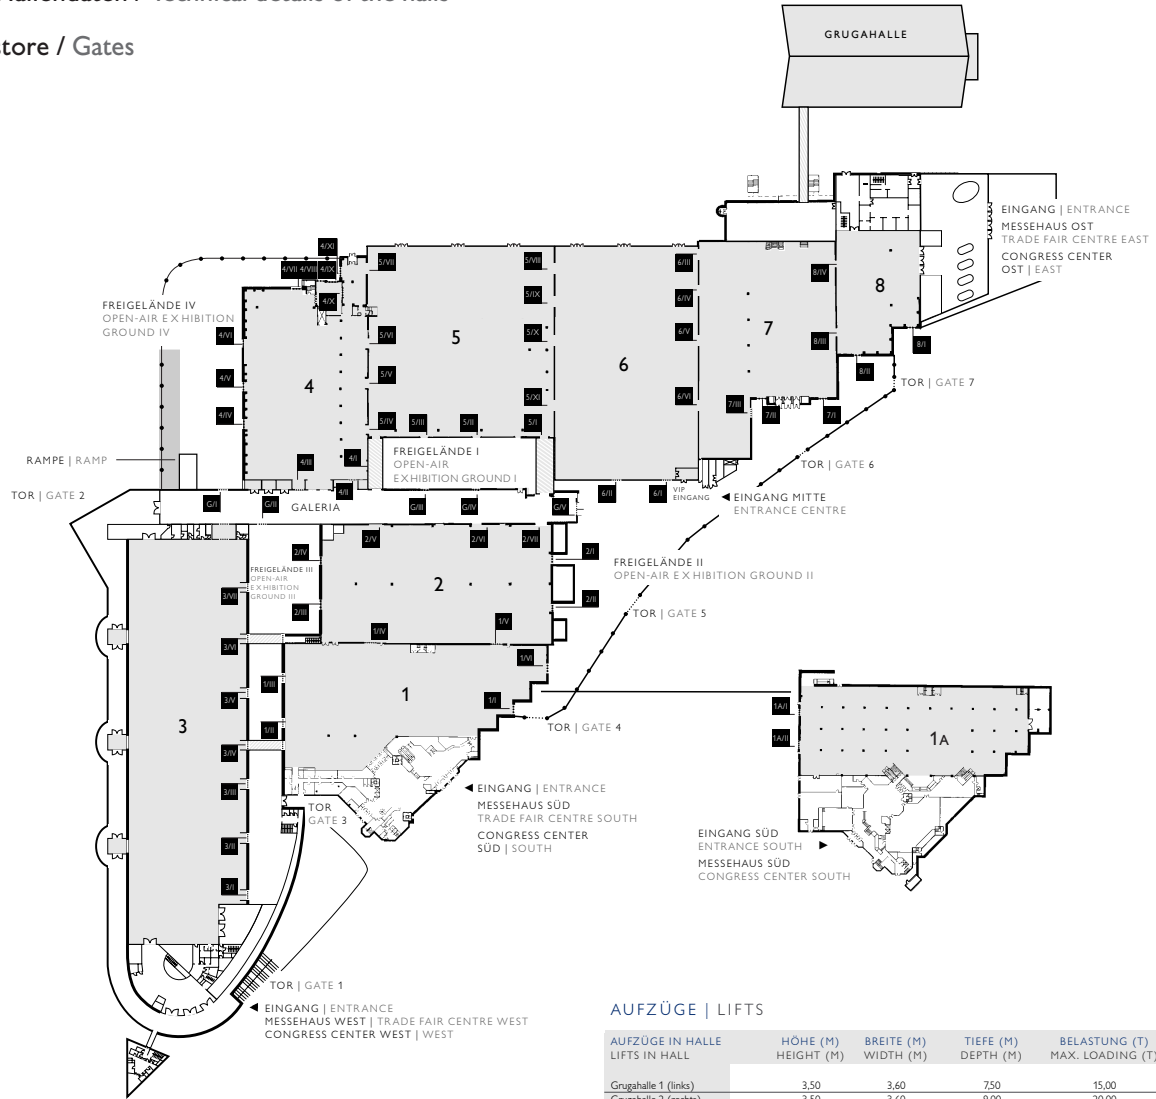 store / Gates
GRUGAHALLE
EINGANG | ENTRANCE
MESSEHAUS OST
TRADE FAIR CENTRE EAST
CONGRESS CENTER
OST | EAST
4/XI
4/VII 4/VIII 4/IX
4/X
5/VII
5/VIII
6/III
8/IV
8
FREIGELÄNDE IV
OPEN-AIR EXHIBITION
GROUND IV
5/IX
6/IV
4/VI
5/VI
5
5/X
6/V
7
8/III
8/I
4/V
4
5/V
6
8/II
TOR | GATE 7
4/IV
5/IV
5/III
5/II
5/XI
5/I
6/VI
7/III
7/II
7/I
RAMPE | RAMP
4/III
4/I
FREIGELÄNDE I
OPEN-AIR
EXHIBITION GROUND I
TOR | GATE 6
TOR | GATE 2
G/I
G/II
GALERIA
4/II
G/III
G/IV
G/V
6/II
6/I
VIP
EINGANG
EINGANG MITTE
ENTRANCE CENTRE
2/IV
2/V
2/VI
2/VII
2/I
FREIGELÄNDE III
OPEN-AIR
EXHIBITION
GROUND III
2
FREIGELÄNDE II
OPEN-AIR EXHIBITION GROUND II
3/VII
2/III
2/II
TOR | GATE 5
3/VI
1/IV
1/V
1/VI
3/V
1/III
1
1/I
1A/I
3
1/II
TOR | GATE 4
1A/II
1A
3/IV
3/III
EINGANG | ENTRANCE
MESSEHAUS SÜD
TRADE FAIR CENTRE SOUTH
CONGRESS CENTER
SÜD | SOUTH
TOR
GATE 3
EINGANG SÜD
ENTRANCE SOUTH
MESSEHAUS SÜD
CONGRESS CENTER SOUTH
3/II
3/I
TOR | GATE 1
EINGANG | ENTRANCE
MESSEHAUS WEST | TRADE FAIR CENTRE WEST
CONGRESS CENTER WEST | WEST
AUFZÜGE | LIFTS
AUFZÜGE IN HALLE HÖHE (M) BREITE (M) TIEFE (M) BELASTUNG (T)
LIFTS IN HALL HEIGHT (M) WIDTH (M) DEPTH (M) MAX. LOADING (T)
Grugahalle 1 (links) 3,50 3,60 7,50 15,00